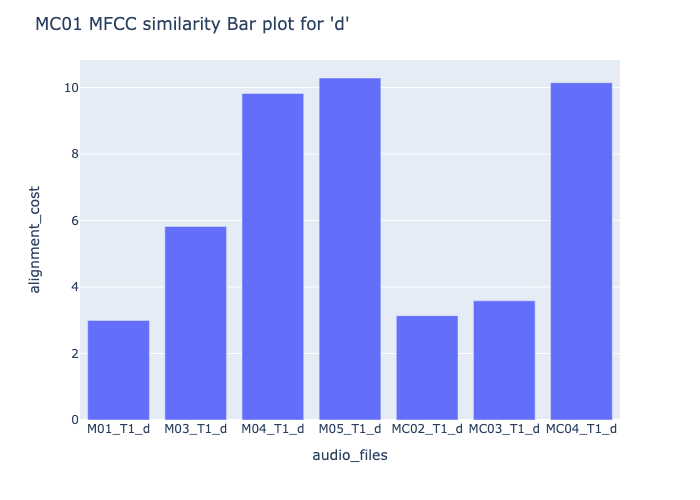 MC01 MFCC similarity Bar plot for 'd'
10
8
6
4
2
0
alignment_cost
M01_T1_d M03_T1_d M04_T1_d M05_T1_d MC02_T1_d MC03_T1_d MC04_T1_d
audio_files